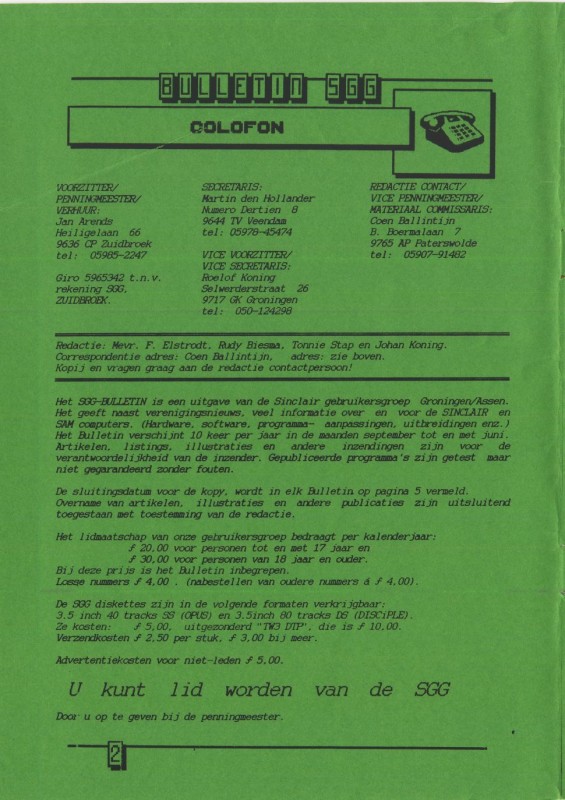 BULLETIN SGG
COLOFON
VOORZITTER/
PENNINGMEESTER/
VERHUUR:
Jan Arends
Heiligelaan 66
9636 CP Zuidbroek
tel: 05985-2247
Giro 5965342 t.n.v.
rekening SGG,
ZUIDBROEK.
SECRETARIS:
Martin den Hollander
Numero Dertien 8
9644 TV Veendam
tel: 05978-45474
VICE VOORZITTER/
VICE SECRETARIS:
Roelof Koning
Selwerderstraat 26
9717 GK Groningen
tel: 050-124298
REDACTIE CONTACT/
VICE PENNINGMEESTER/
MATERIAAL COMMISSARIS:
Coen Ballintijn
B. Boermalaan 7
9765 AP Paterswolde
tel: 05907-91482
Redactie: Mevr. F. Elstrodt, Rudy Biesma, Tonnie Stap en Johan Koning.
Correspondentie adres: Coen Ballintijn, adres: zie boven.
Kopij en vragen graag aan de redactie contactpersoon!
Het SGG-BULLETIN is een uitgave van de Sinclair gebruikersgroep Groningen/Assen.
Het geeft naast verenigingsnieuws, veel informatie over en voor de SINCLAIR en
SAM computers, (Hardware, software, programma- aanpassingen, uitbreidingen enz.)
Het Bulletin verschijnt 10 keer per jaar in de maanden september tot en met juni.
Artikelen, listings, illustraties en andere inzendingen zijn voor de
verantwoordelijkheid van de inzender. Gepubliceerde programma's zijn getest maar
niet gegarandeerd zonder fouten.
De sluitingsdatum voor de kopy, wordt in elk Bulletin op pagina 5 vermeld.
Overname van artikelen, illustraties en andere publicaties zijn uitsluitend
toegestaan met toestemming van de redactie.
Het lidmaatschap van onze gebruikersgroep bedraagt per kalenderjaar:
ƒ 20,00 voor personen tot en met 17 jaar en
ƒ 30,00 voor personen van 18 jaar en ouder.
Bij deze prijs is het Bulletin inbegrepen.
Losse nummers ƒ 4,00 . (nabestellen van oudere nummers á ƒ 4,00).
De SGG diskettes zijn in de volgende formaten verkrijgbaar:
3.5 inch 40 tracks SS (OPUS) en 3.5inch 80 tracks DS (DISCiPLE).
Ze kosten: ƒ 5,00, uitgezonderd "TW3 DTP", die is ƒ 10,00.
Verzendkosten ƒ 2,50 per stuk, ƒ 3,00 bij meer.
Advertentiekosten voor niet-leden ƒ 5,00.
U kunt lid worden van de SGG
Door u op te geven bij de penningmeester.
2